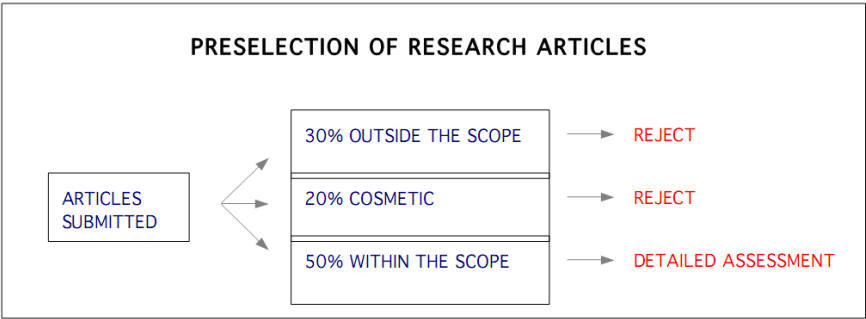 PRESELECTION OF RESEARCH ARTICLES
30% OUTSIDE THE SCOPE
REJECT
ARTICLES
SUBMITTED
20% COSMETIC
REJECT
50% WITHIN THE SCOPE
DETAILED ASSESSMENT